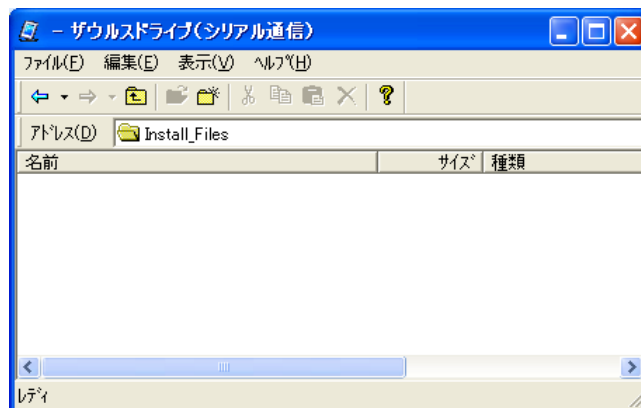 - ザウルスドライブ(シリアル通信)
ファイル(F) 編集(E) 表示(V) ヘルプ(H)
アドレス(D) Install_Files
名前 サイズ 種類
レディ